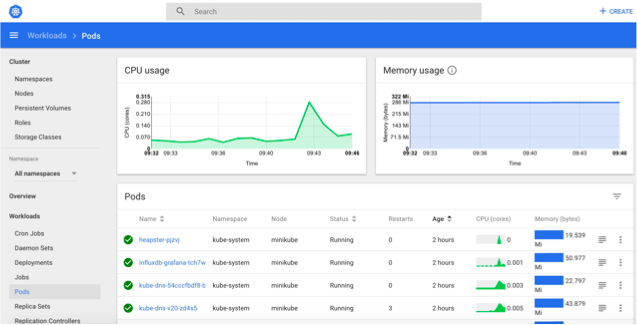 Search
+ CREATE
Workloads > Pods
Cluster
Namespaces
Nodes
Persistent Volumes
Roles
Storage Classes
Namespace
All namespaces
Overview
Workloads
Cron Jobs
Daemon Sets
Deployments
Jobs
Pods
Replica Sets
Replication Controllers
CPU usage
CPU (cores)
0.315
0.280
0.210
0.140
0.070
0
09:32 09:33 09:36 09:40 09:43 09:46
Time
Memory usage
Memory (bytes)
322 Mi
286 Mi
215 Mi
143 Mi
71.5 Mi
0
09:32 09:33 09:36 09:40 09:43 09:46
Time
Pods
Name Namespace Node Status Restarts Age CPU (cores) Memory (bytes)
heapster-pjzvj kube-system minikube Running 0 2 hours 0 19.539 Mi
influxdb-grafana-tch7w kube-system minikube Running 0 2 hours 0.001 50.977 Mi
kube-dns-54cccfbdf8-b kube-system minikube Running 0 2 hours 0.003 22.797 Mi
kube-dns-v20-zd4s5 kube-system minikube Running 3 2 hours 0.005 43.879 Mi